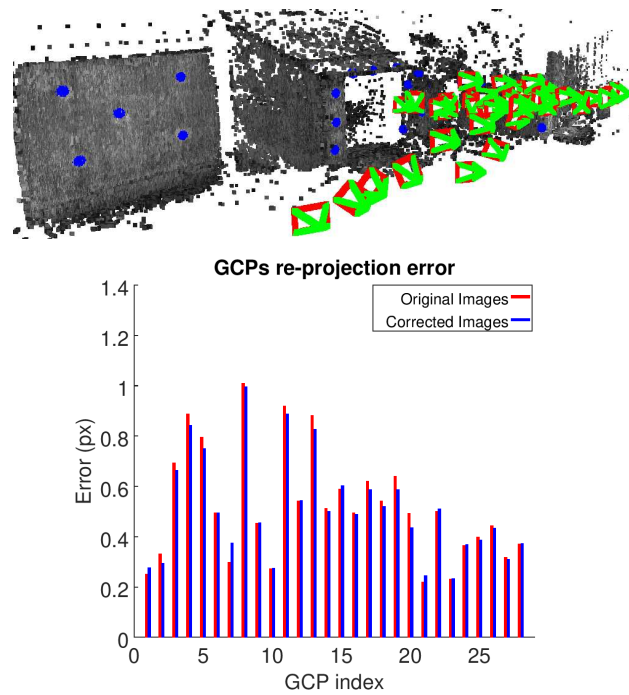 GCPs re-projection error
1.4
1.2
1
0.8
0.6
0.4
0.2
0
Error (px)
Original Images
Corrected Images
0 5 10 15 20 25
GCP index